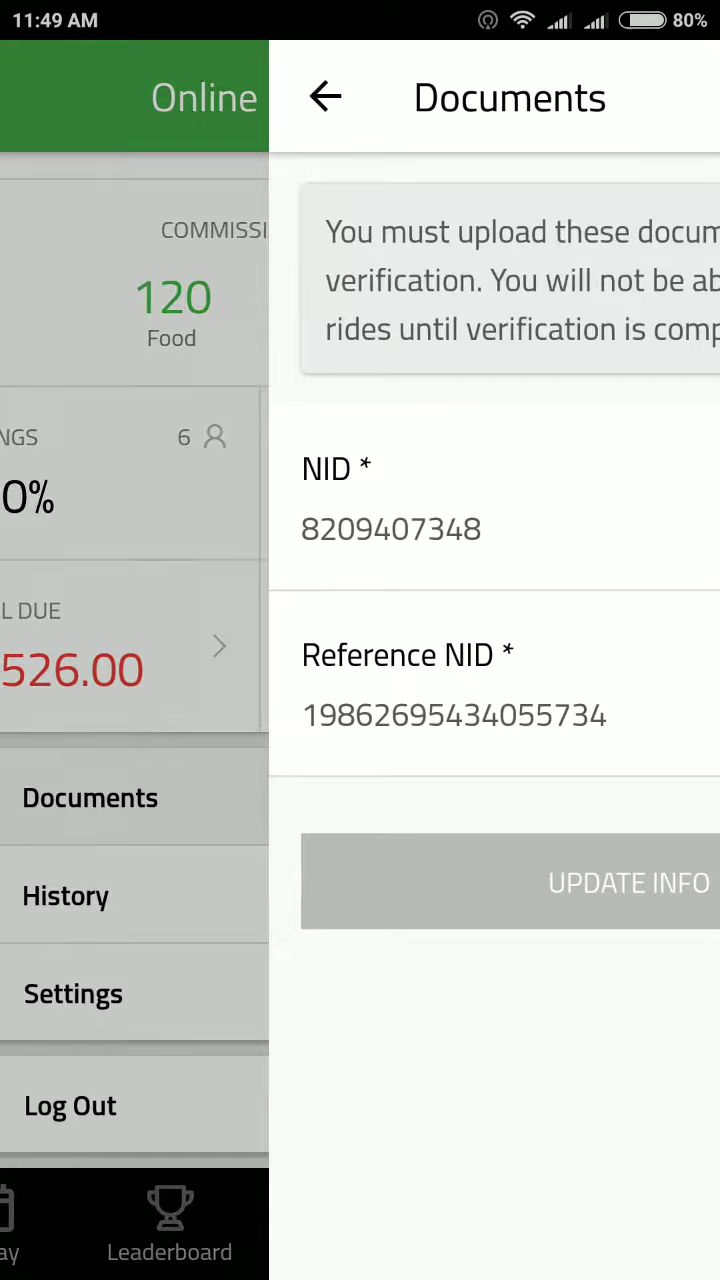 11:49 AM
80%
Online
Documents
COMMISSI
120
Food
NGS
6
0%
L DUE
526.00
Documents
History
Settings
Log Out
ay
Leaderboard
You must upload these docum
verification. You will not be ab
rides until verification is comp
NID *
8209407348
Reference NID *
19862695434055734
UPDATE INFO